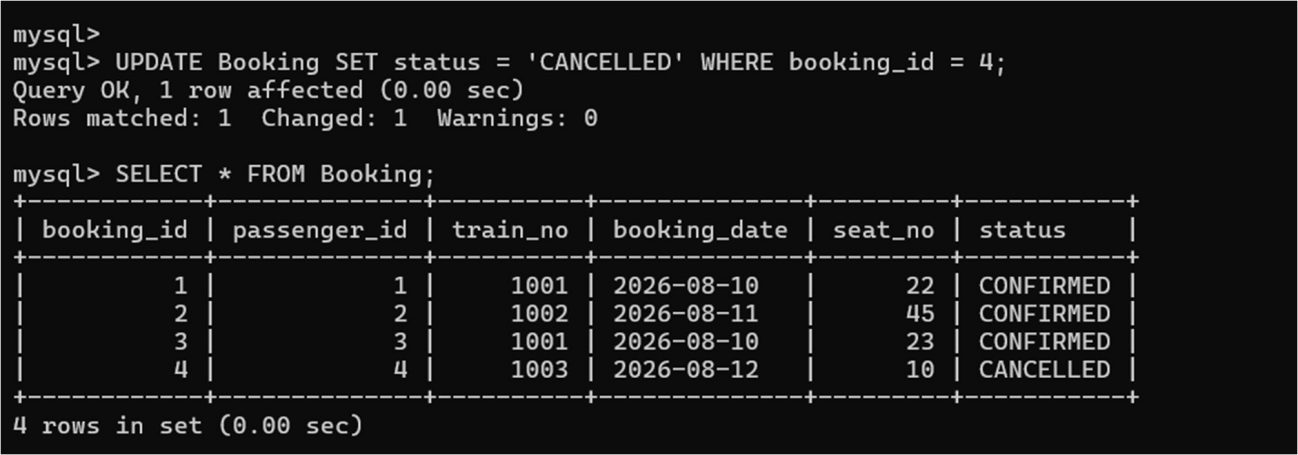 mysql>
mysql> UPDATE Booking SET status = 'CANCELLED' WHERE booking_id = 4;
Query OK, 1 row affected (0.00 sec)
Rows matched: 1  Changed: 1  Warnings: 0

mysql> SELECT * FROM Booking;
+------------+--------------+----------+--------------+---------+-----------+
| booking_id | passenger_id | train_no | booking_date | seat_no | status    |
+------------+--------------+----------+--------------+---------+-----------+
|          1 |            1 |     1001 | 2026-08-10   |      22 | CONFIRMED |
|          2 |            2 |     1002 | 2026-08-11   |      45 | CONFIRMED |
|          3 |            3 |     1001 | 2026-08-10   |      23 | CONFIRMED |
|          4 |            4 |     1003 | 2026-08-12   |      10 | CANCELLED |
+------------+--------------+----------+--------------+---------+-----------+
4 rows in set (0.00 sec)